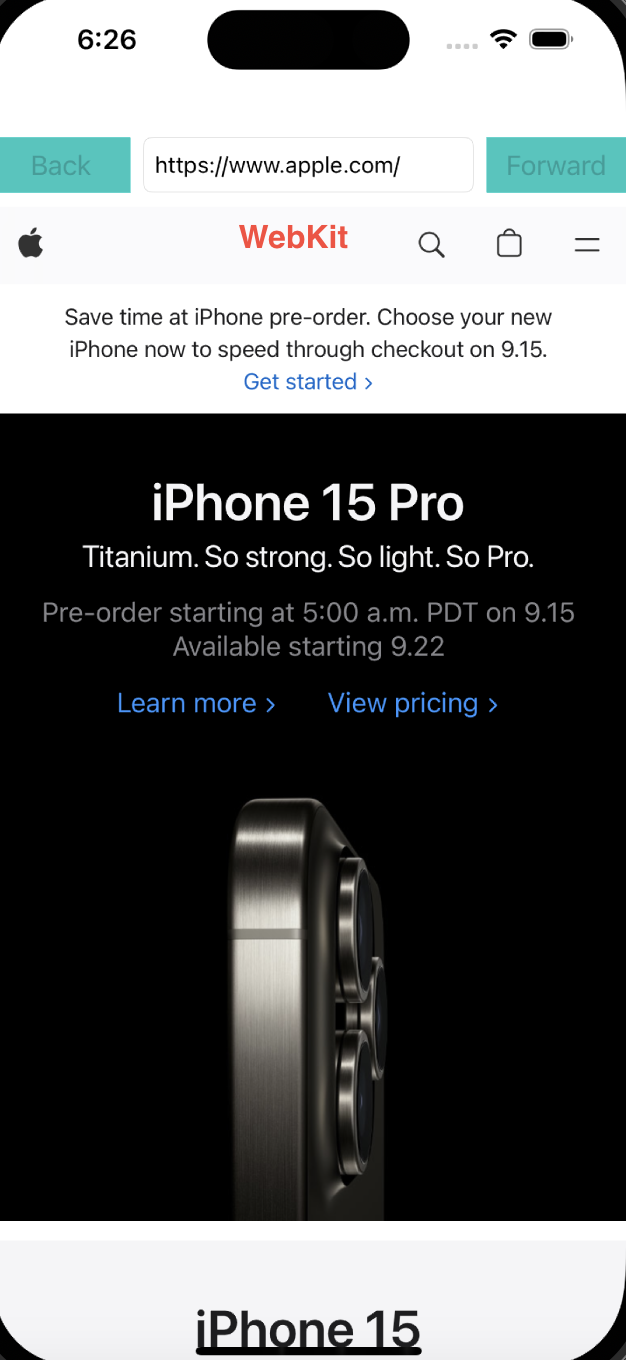 6:26
Back
https://www.apple.com/
Forward
WebKit
Save time at iPhone pre-order. Choose your new
iPhone now to speed through checkout on 9.15.
Get started >
iPhone 15 Pro
Titanium. So strong. So light. So Pro.
Pre-order starting at 5:00 a.m. PDT on 9.15
Available starting 9.22
Learn more >
View pricing >
iPhone 15